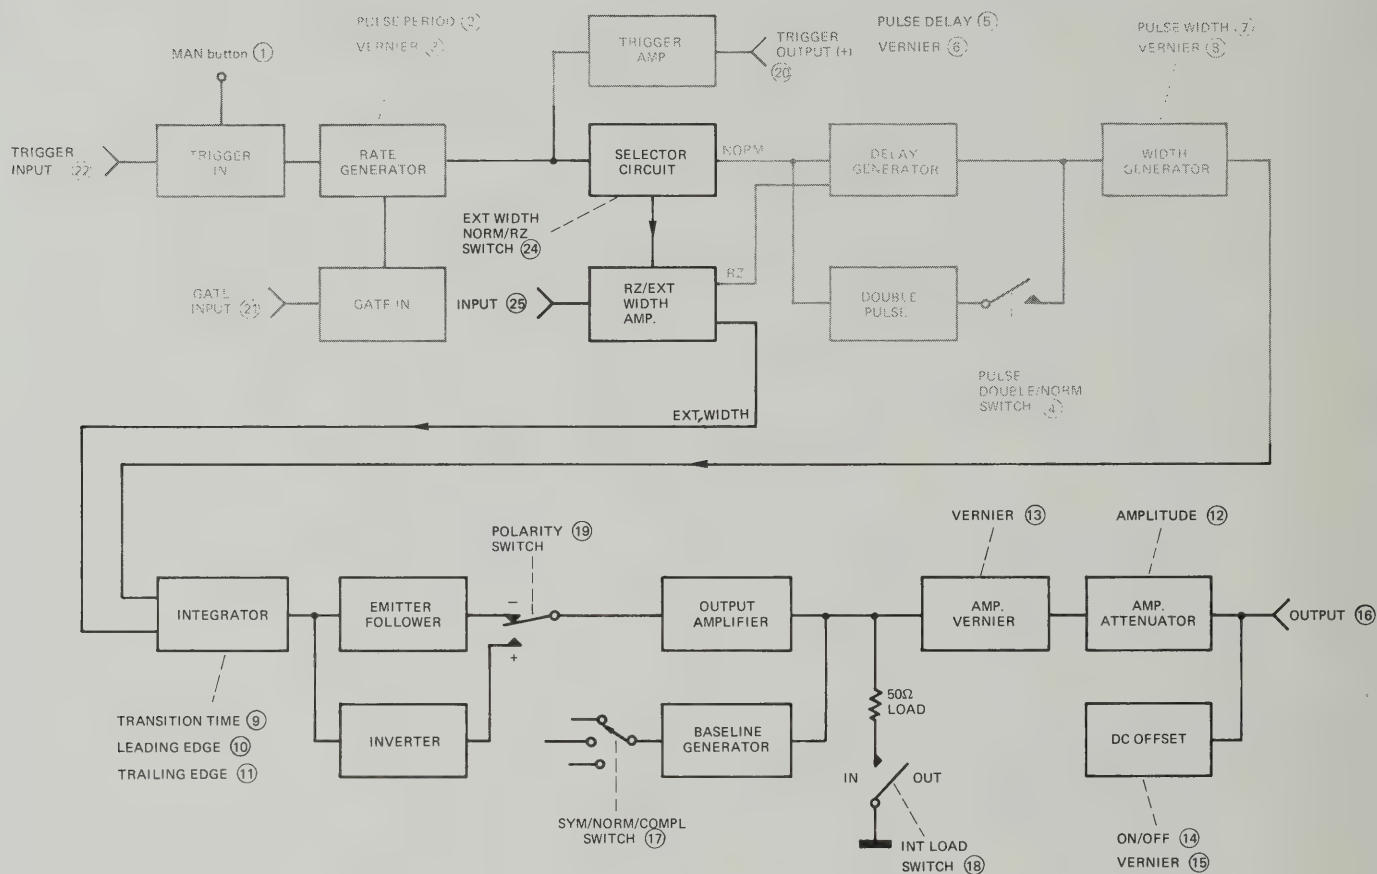 PULSE PERIOD (2)
VERNIER
MAN button (1)
TRIGGER
AMP
TRIGGER
OUTPUT (+)
(20)
PULSE DELAY (5)
VERNIER (6)
PULSE WIDTH (7)
VERNIER (8)
TRIGGER
INPUT (22)
TRIGGER
IN
RATE
GENERATOR
SELECTOR
CIRCUIT
NORM
DELAY
GENERATOR
WIDTH
GENERATOR
EXT WIDTH
NORM/RZ
SWITCH (24)
GATE
INPUT (21)
GATE IN
INPUT (25)
RZ/EXT
WIDTH
AMP.
RZ
DOUBLE
PULSE
PULSE
DOUBLE/NORM
SWITCH (4)
EXT, WIDTH
POLARITY (19)
SWITCH
VERNIER (13)
AMPLITUDE (12)
INTEGRATOR
EMITTER
FOLLOWER
−
+
OUTPUT
AMPLIFIER
AMP.
VERNIER
AMP.
ATTENUATOR
OUTPUT (16)
TRANSITION TIME (9)
LEADING EDGE (10)
TRAILING EDGE (11)
INVERTER
BASELINE
GENERATOR
50Ω
LOAD
DC OFFSET
IN
OUT
SYM/NORM/COMPL
SWITCH (17)
INT LOAD
SWITCH (18)
ON/OFF (14)
VERNIER (15)